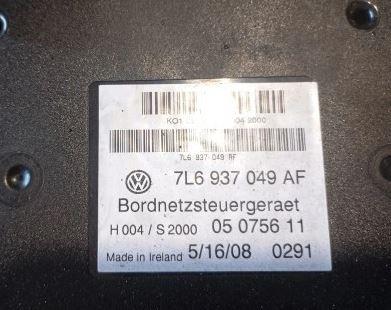 7L6 937 049 AF
7L6 937 049 AF
Bordnetzsteuergeraet
H 004 / S 2000 05 0756 11
Made in Ireland 5/16/08 0291